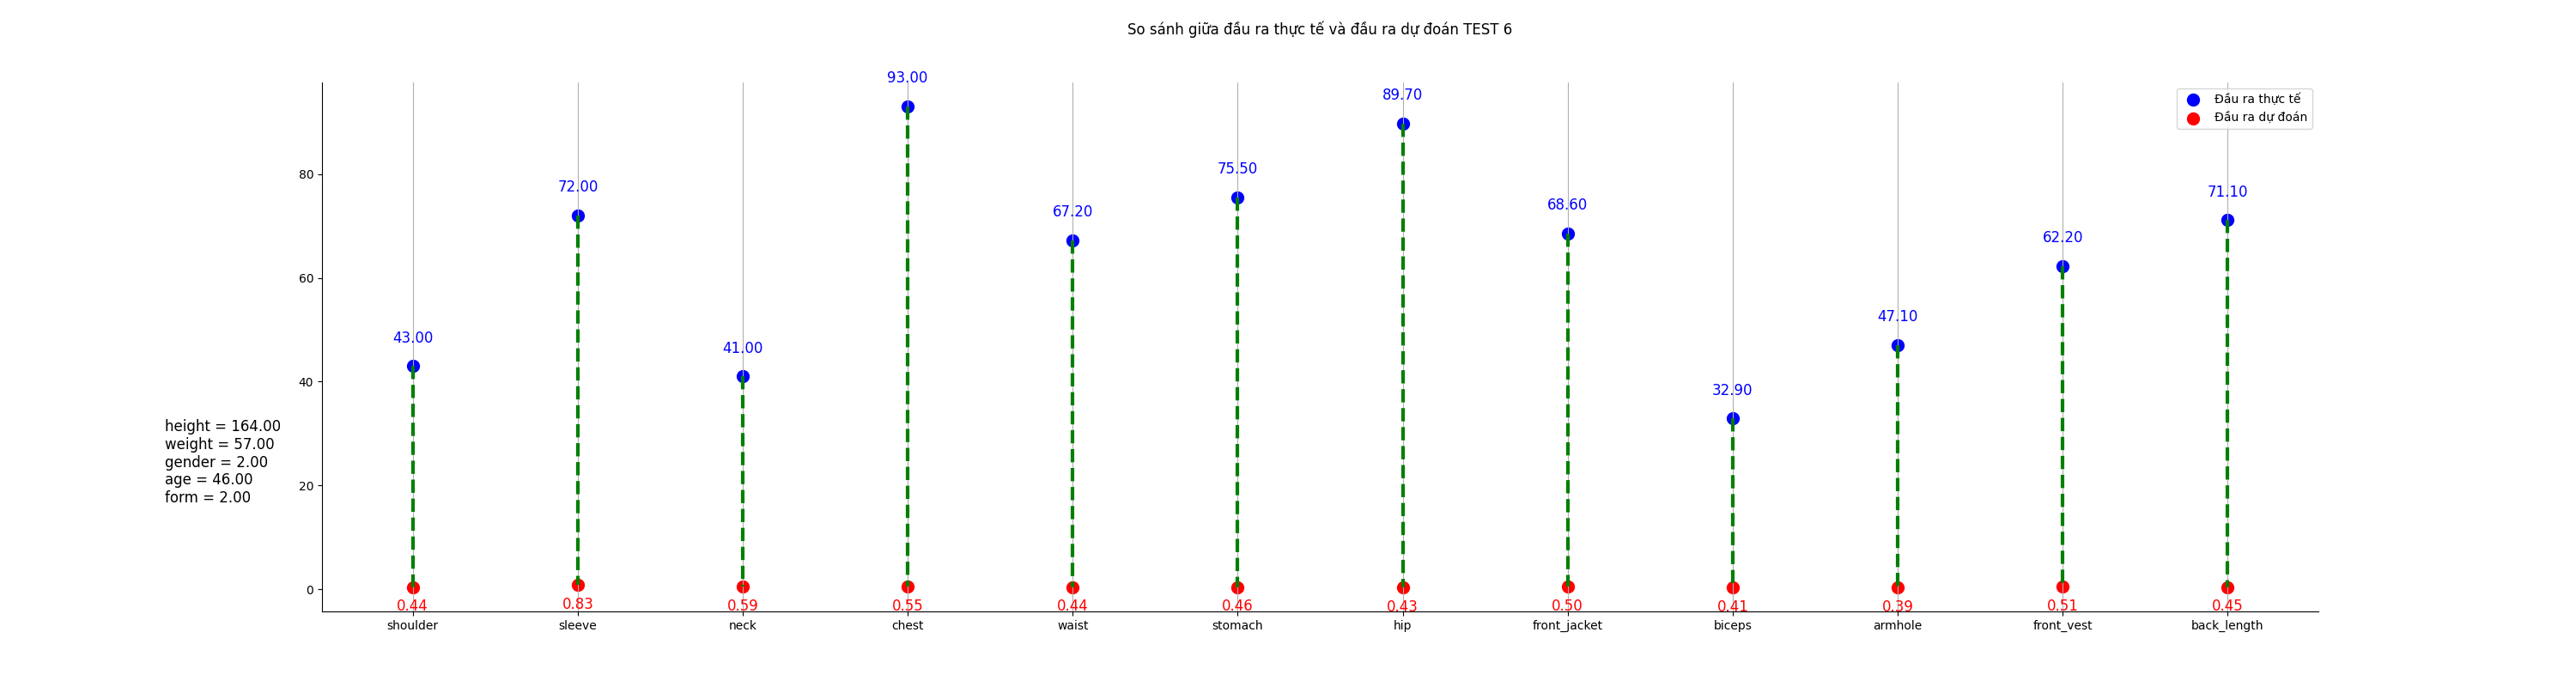 So sánh giữa đầu ra thực tế và đầu ra dự đoán TEST 6
Đầu ra thực tế
Đầu ra dự đoán
93.00
89.70
72.00
75.50
71.10
67.20
68.60
62.20
43.00
41.00
47.10
32.90
height = 164.00
weight = 57.00
gender = 2.00
age = 46.00
form = 2.00
80
60
40
20
0
0.44 0.83 0.59 0.55 0.44 0.46 0.43 0.50 0.41 0.39 0.51 0.45
shoulder sleeve neck chest waist stomach hip front_jacket biceps armhole front_vest back_length